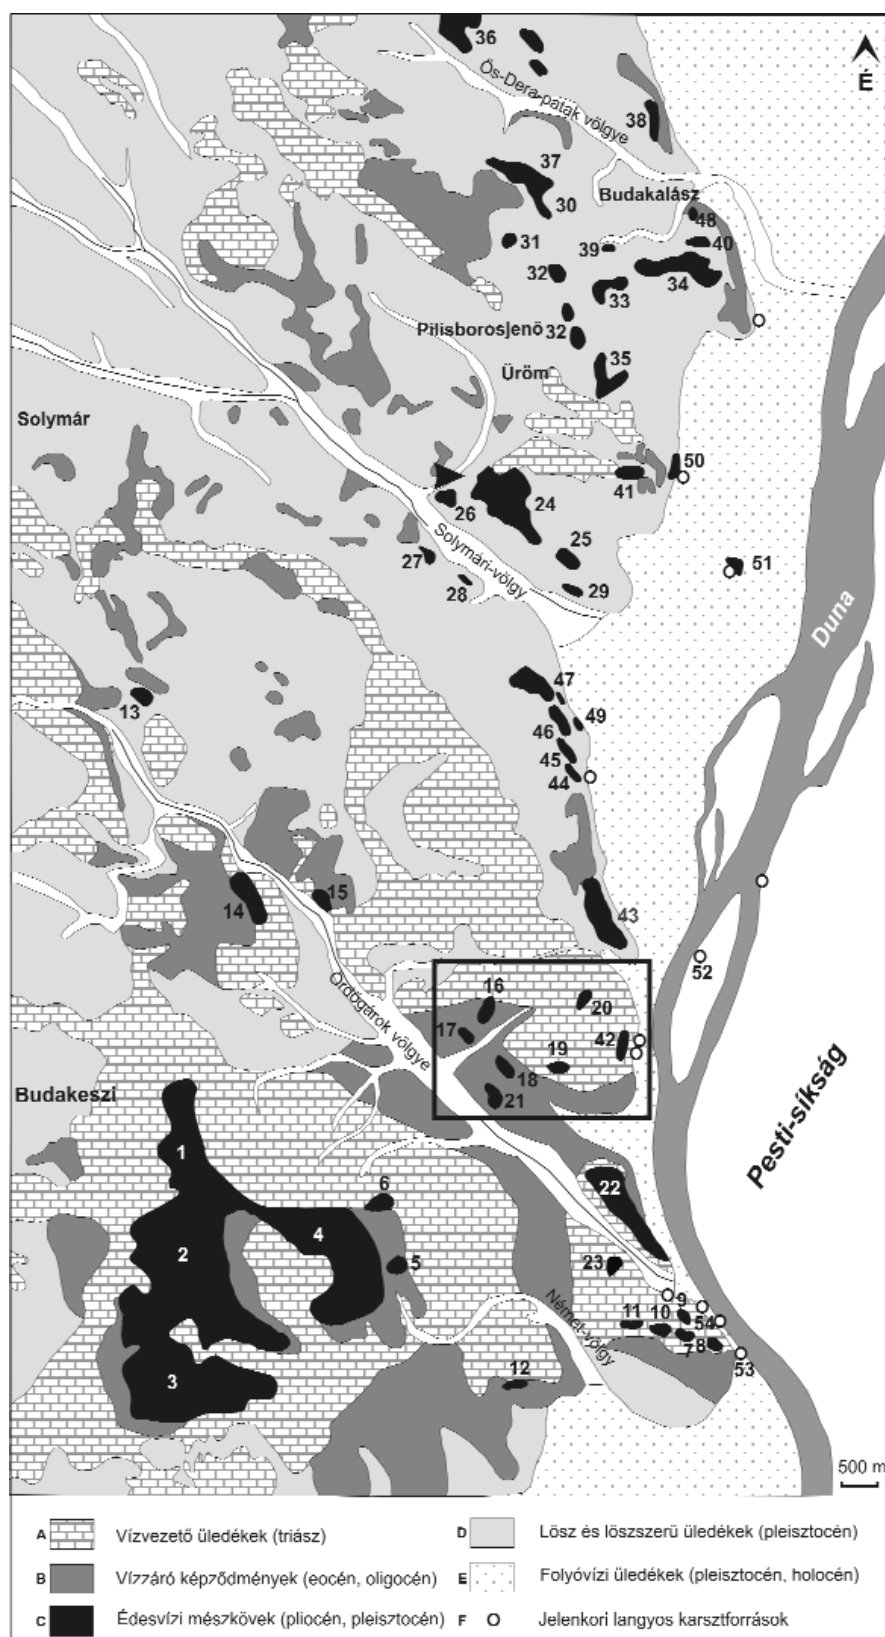 36
É
Ős-Dera-patak völgye
38
37
Budakalász
30
48
31
39
40
32
33
34
Pilisborosjenö
32
35
Üröm
Solymár
50
41
26
24
25
51
27
Solymári-völgy
28
29
Duna
47
13
49
46
45
44
15
14
43
52
Ördögárok völgye
16
20
17
42
19
18
Budakeszi
21
Pesti-síkság
1
6
22
4
2
5
23
Német-völgy
9
11
10
54
7
8
53
3
12
500 m
A Vízvezető üledékek (triász)
B Vízzáró képződmények (eocén, oligocén)
C Édesvízi mészkövek (pliocén, pleisztocén)
D Lösz és löszszerű üledékek (pleisztocén)
E Folyóvízi üledékek (pleisztocén, holocén)
F Jelenkori langyos karsztforrások